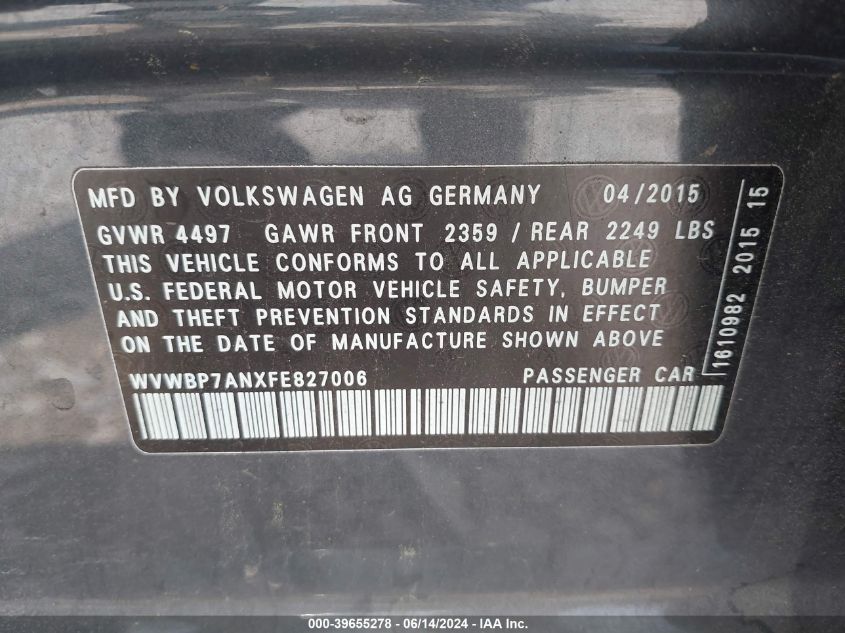 MFD BY VOLKSWAGEN AG GERMANY 04/2015
GVWR 4497 GAWR FRONT 2359 / REAR 2249 LBS
THIS VEHICLE CONFORMS TO ALL APPLICABLE
U.S. FEDERAL MOTOR VEHICLE SAFETY, BUMPER
AND THEFT PREVENTION STANDARDS IN EFFECT
ON THE DATE OF MANUFACTURE SHOWN ABOVE
WVWBP7ANXFE827006 PASSENGER CAR
1610982 2015 15
000-39655278 - 06/14/2024 - IAA Inc.